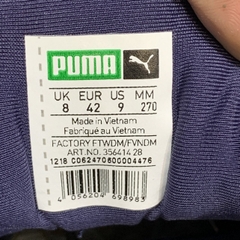 PUMA
UK EUR US MM
8 42 9 270
Made in Vietnam
Fabriqué au Vietnam
FACTORY FTWDM/FVNDM
ART.NO. 356414 28
1218 C062470600004476
4 056204 698983